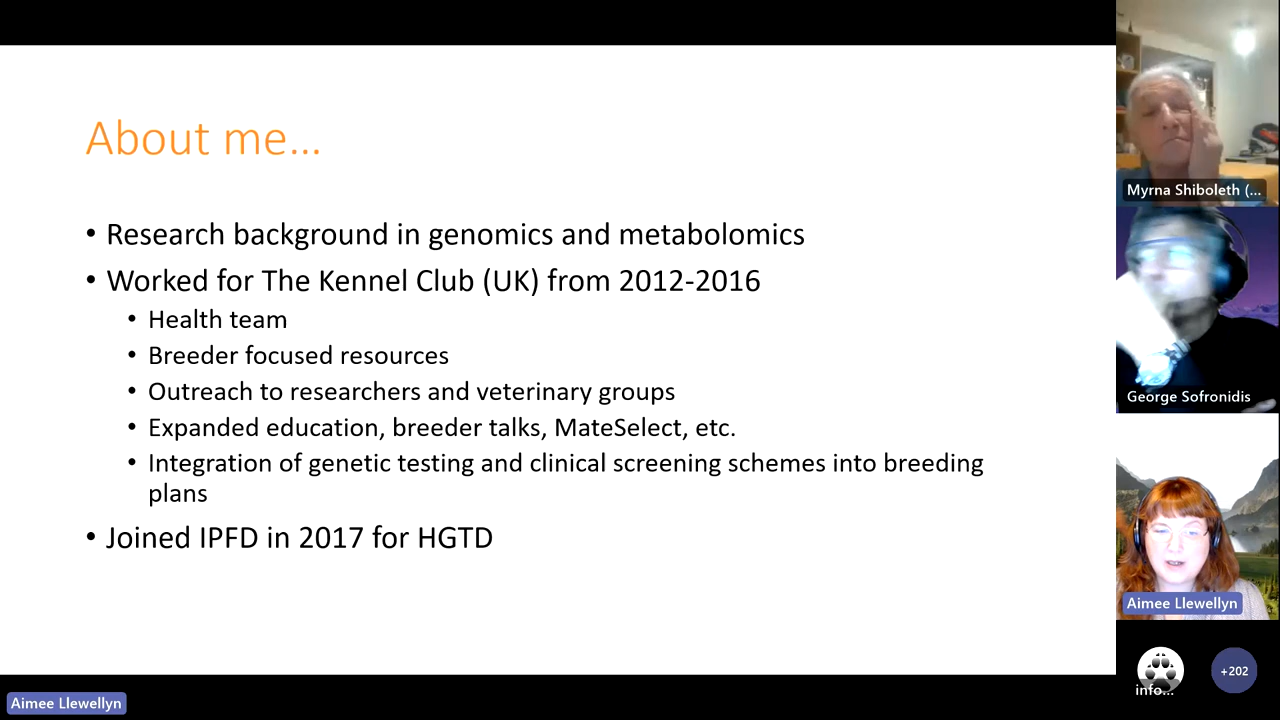 About me...
• Research background in genomics and metabolomics
• Worked for The Kennel Club (UK) from 2012-2016
• Health team
• Breeder focused resources
• Outreach to researchers and veterinary groups
• Expanded education, breeder talks, MateSelect, etc.
• Integration of genetic testing and clinical screening schemes into breeding
plans
• Joined IPFD in 2017 for HGTD
Myrna Shiboleth (...
George Sofronidis
Aimee Llewellyn
info...
+202
Aimee Llewellyn